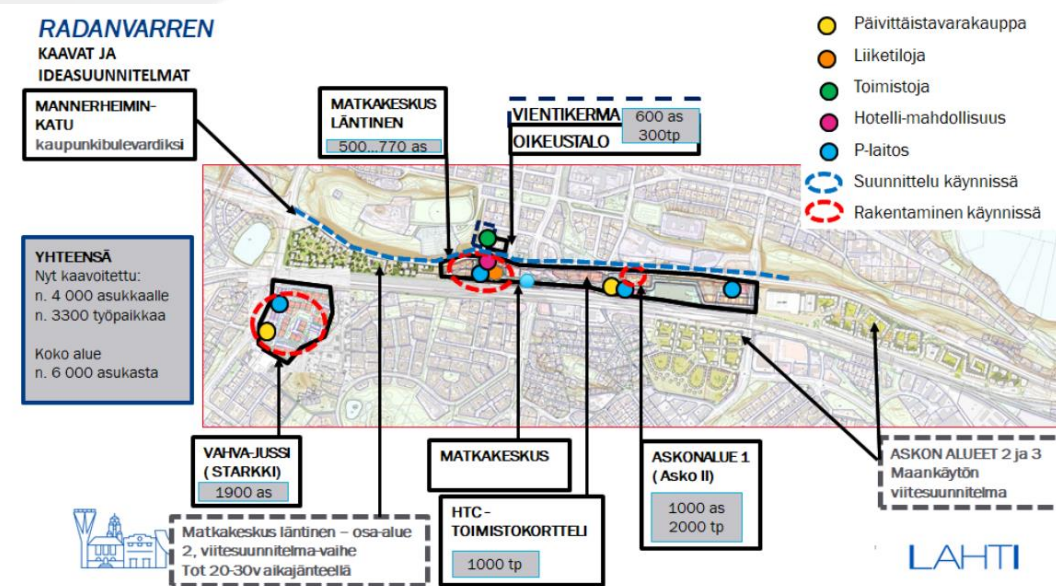 RADANVARREN
KAAVAT JA
IDEASUUNNITELMAT
MANNERHEIMIN-
KATU
kaupunkibulevardiksi
MATKAKESKUS
LÄNTINEN
500...770 as
VIENTIKERMA
OIKEUSTALO
600 as
300tp
Päivittäistavarakauppa
Liiketiloja
Toimistoja
Hotelli-mahdollisuus
P-laitos
Suunnittelu käynnissä
Rakentaminen käynnissä
YHTEENSÄ
Nyt kaavoitettu:
n. 4 000 asukkaalle
n. 3300 työpaikkaa
Koko alue
n. 6 000 asukasta
VAHVA-JUSSI
(STARKKI)
1900 as
Matkakeskus läntinen – osa-alue
2, viitesuunnitelma-vaihe
Tot 20-30v aikajänteellä
MATKAKESKUS
HTC -
TOIMISTOKORTTELI
1000 tp
ASKONALUE 1
(Asko II)
1000 as
2000 tp
ASKON ALUEET 2 ja 3
Maankäytön
viitesuunnitelma
LAHTI